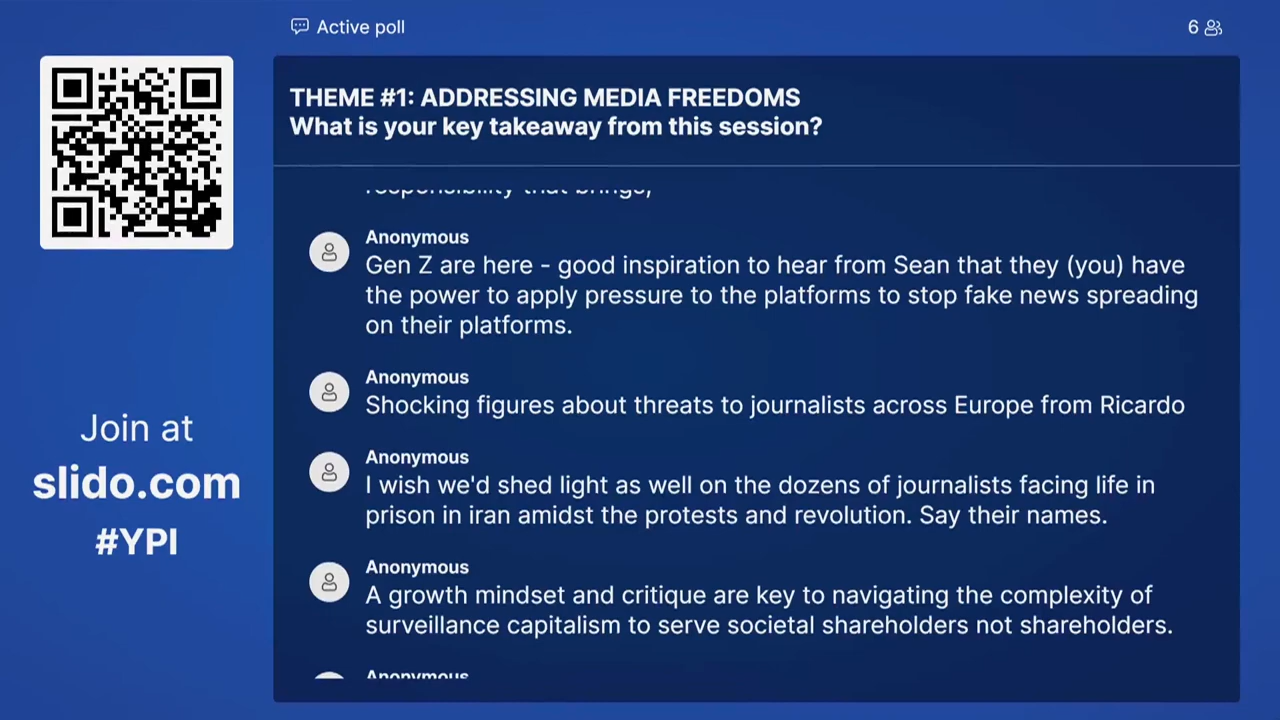 Active poll
6
THEME #1: ADDRESSING MEDIA FREEDOMS
What is your key takeaway from this session?
responsibility that brings,
Anonymous
Gen Z are here - good inspiration to hear from Sean that they (you) have
the power to apply pressure to the platforms to stop fake news spreading
on their platforms.
Anonymous
Shocking figures about threats to journalists across Europe from Ricardo
Anonymous
I wish we'd shed light as well on the dozens of journalists facing life in
prison in iran amidst the protests and revolution. Say their names.
Anonymous
A growth mindset and critique are key to navigating the complexity of
surveillance capitalism to serve societal shareholders not shareholders.
Anonymous
Join at
slido.com
#YPI